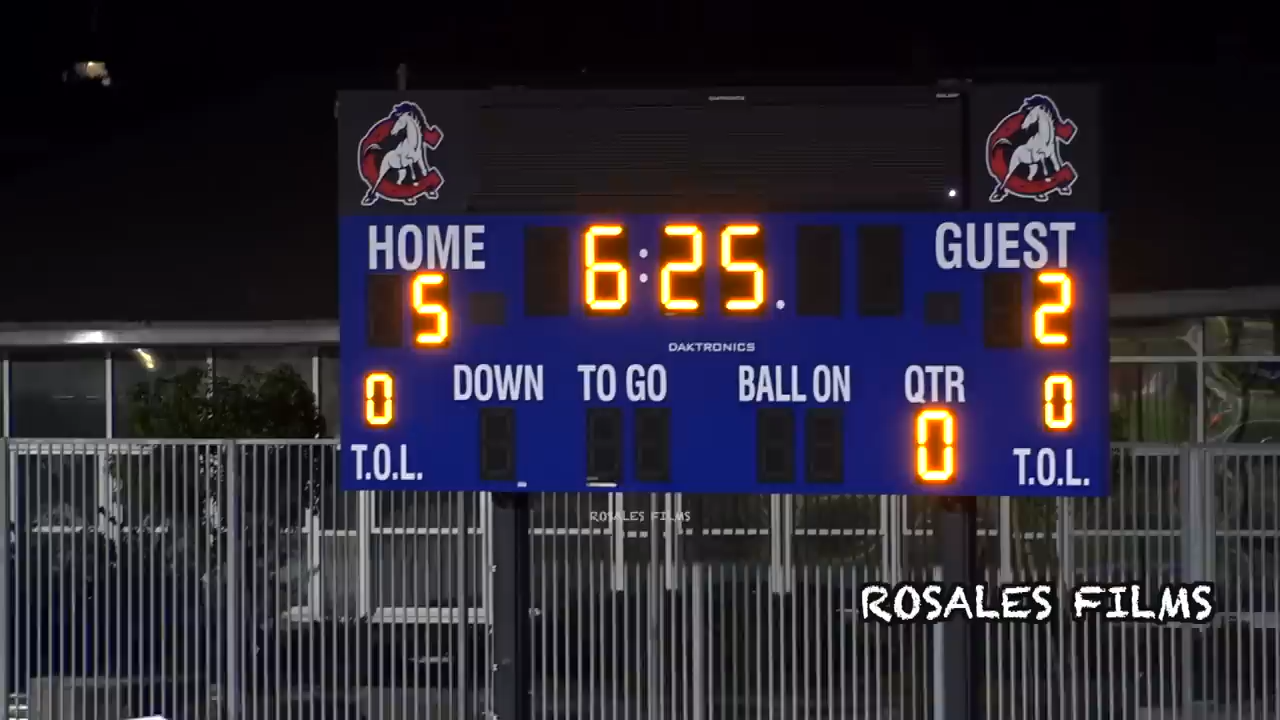 HOME 6:25. GUEST
5 2
DAKTRONICS
0 DOWN TO GO BALL ON QTR 0
T.O.L. 0 T.O.L.
ROSALES FILMS
ROSALES FILMS